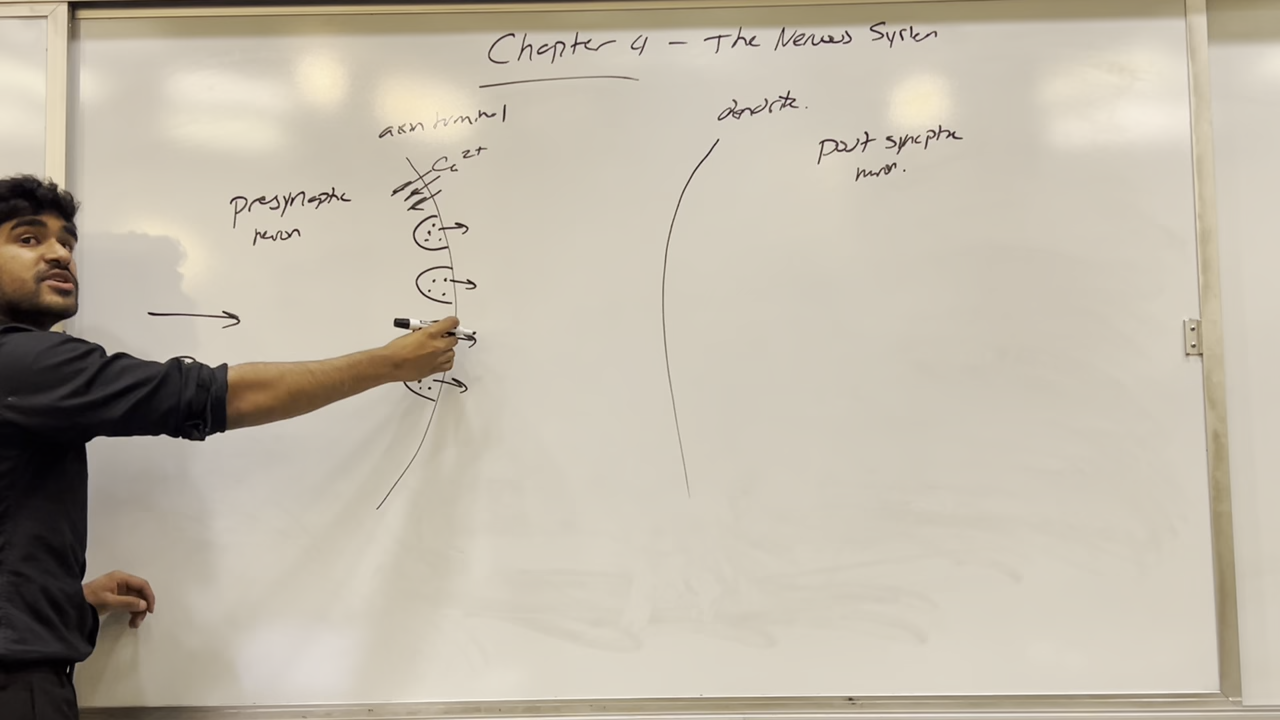 Chapter 4 - The Nervous System
axon terminal
dendrite.
Ca2+
post synaptic
neuron.
presynaptic
neuron